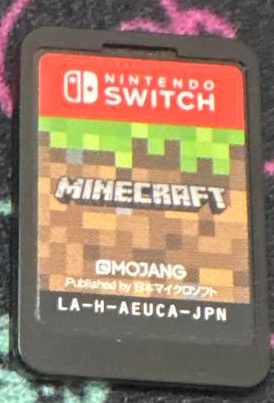 NINTENDO
SWITCH
MINECRAFT
MOJANG
Published by 日本マイクロソフト
LA-H-AEUCA-JPN